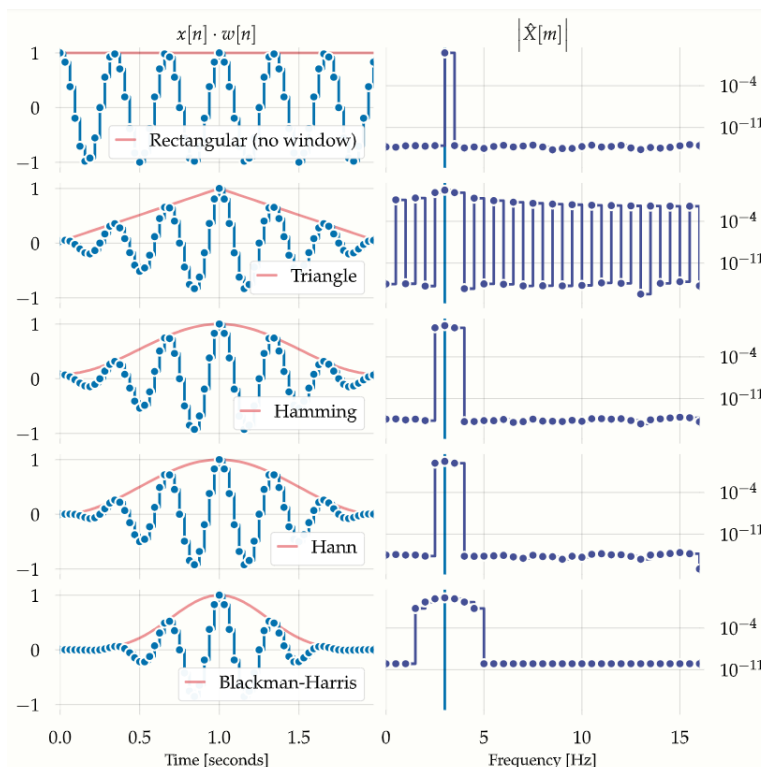 x[n] · w[n]
|X̂[m]|
1
0
−1
Rectangular (no window)
10⁻⁴
10⁻¹¹
1
0
−1
Triangle
10⁻⁴
10⁻¹¹
1
0
−1
Hamming
10⁻⁴
10⁻¹¹
1
0
−1
Hann
10⁻⁴
10⁻¹¹
1
0
−1
Blackman-Harris
10⁻⁴
10⁻¹¹
0.0 0.5 1.0 1.5
0 5 10 15
Time [seconds]
Frequency [Hz]